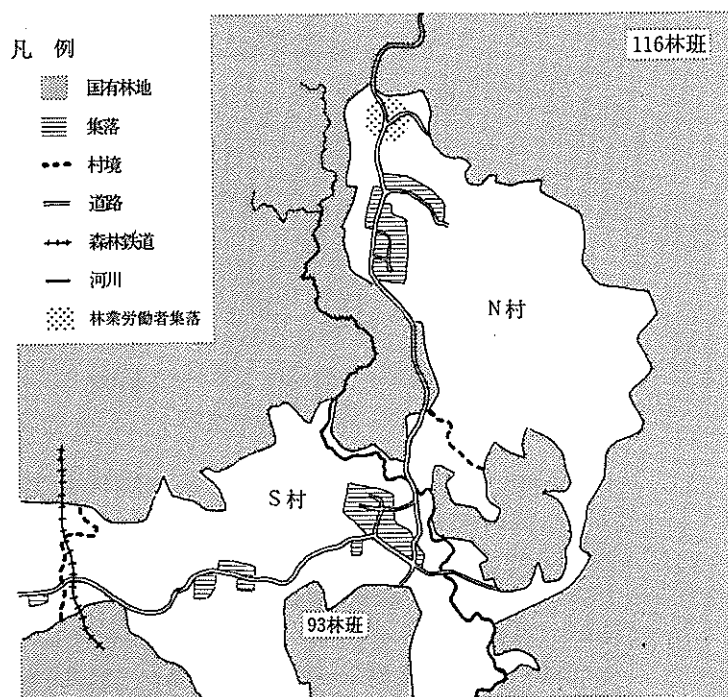 凡 例
国有林地
集落
村境
道路
森林鉄道
河川
林業労働者集落
116林班
N村
S村
93林班